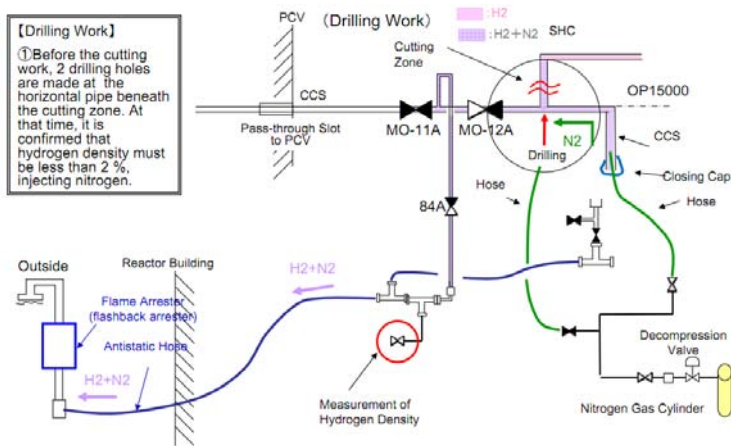 【Drilling Work】
①Before the cutting
work, 2 drilling holes
are made at the
horizontal pipe beneath
the cutting zone. At
that time, it is
confirmed that
hydrogen density must
be less than 2 %,
injecting nitrogen.
PCV
(Drilling Work)
:H2
:H2+N2
SHC
Cutting
Zone
CCS
OP15000
Pass-through Slot
to PCV
MO-11A
MO-12A
N2
Drilling
CCS
Closing Cap
Hose
Hose
84A
Outside
Reactor Building
H2+N2
Flame Arrester
(flashback arrester)
Antistatic Hose
H2+N2
Measurement of
Hydrogen Density
Decompression
Valve
Nitrogen Gas Cylinder